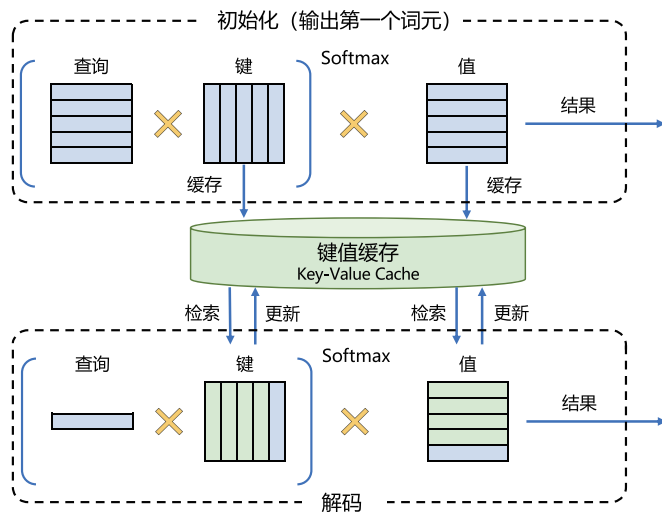 初始化（输出第一个词元）
查询
键
Softmax
值
结果
缓存
缓存
键值缓存
Key-Value Cache
检索
更新
检索
更新
查询
键
Softmax
值
结果
解码